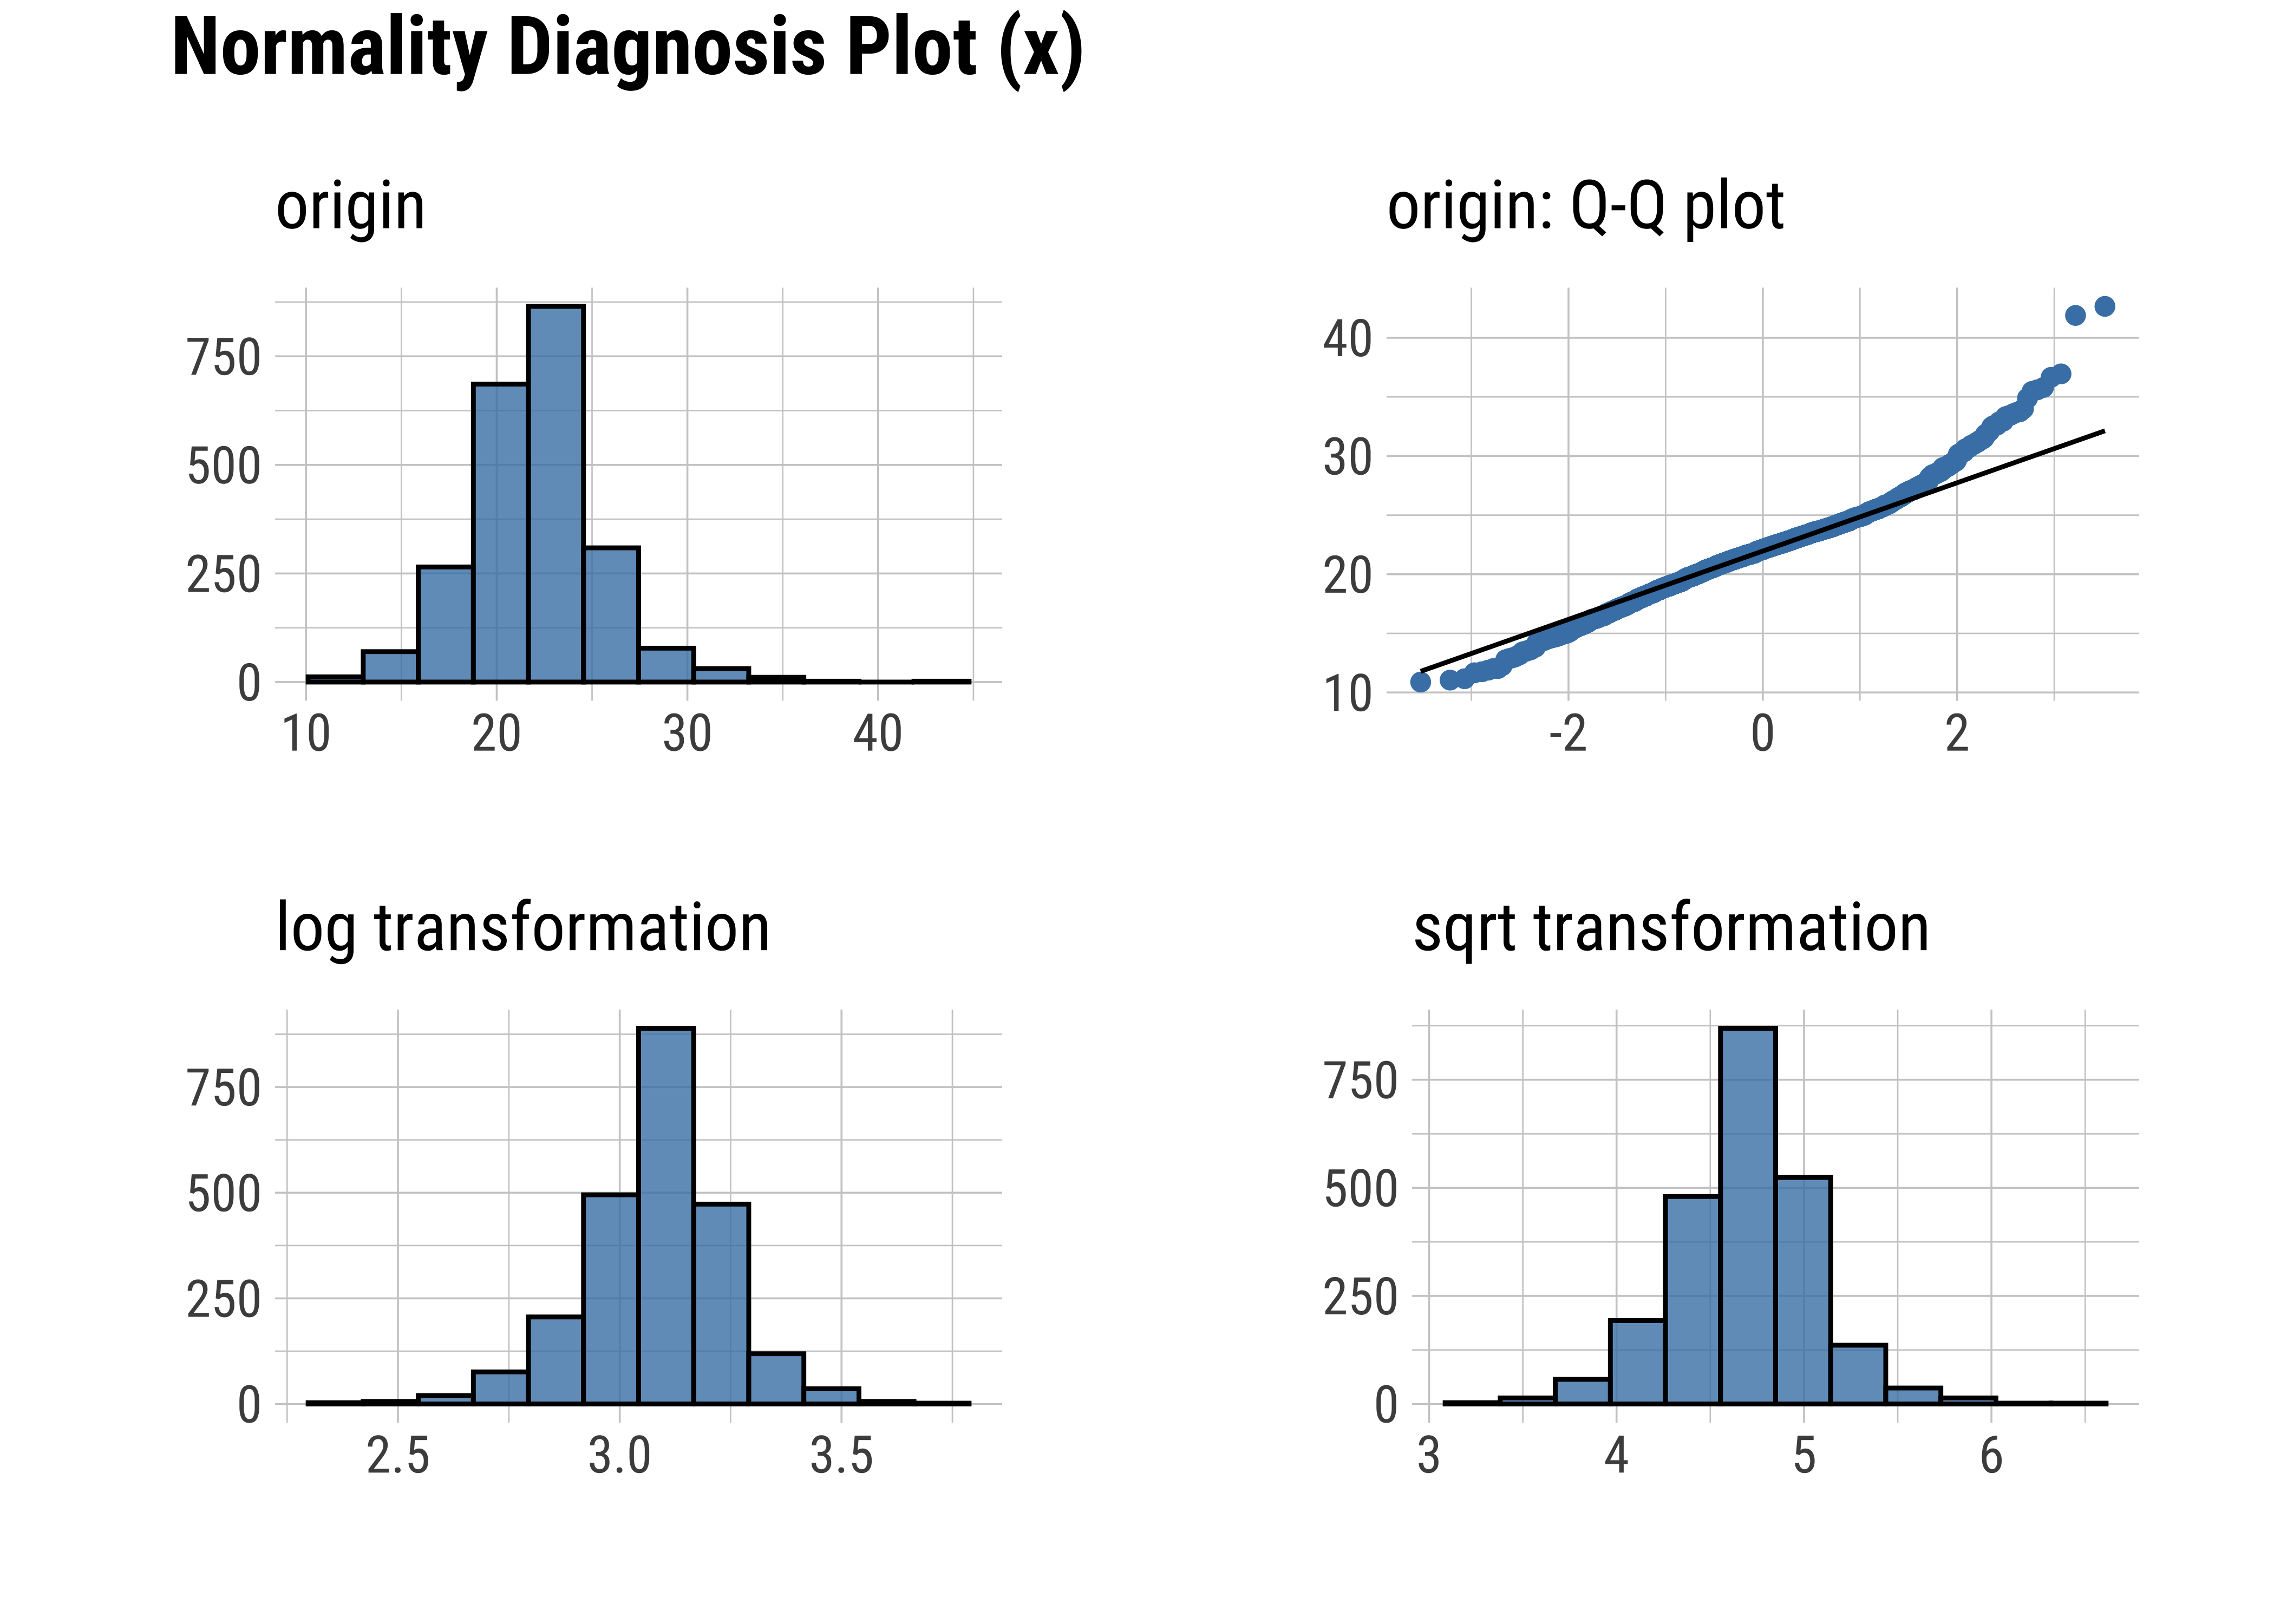 Normality Diagnosis Plot (x)
origin
750
500
250
0
10 20 30 40
origin: Q-Q plot
40
30
20
10
-2 0 2
log transformation
750
500
250
0
2.5 3.0 3.5
sqrt transformation
750
500
250
0
3 4 5 6